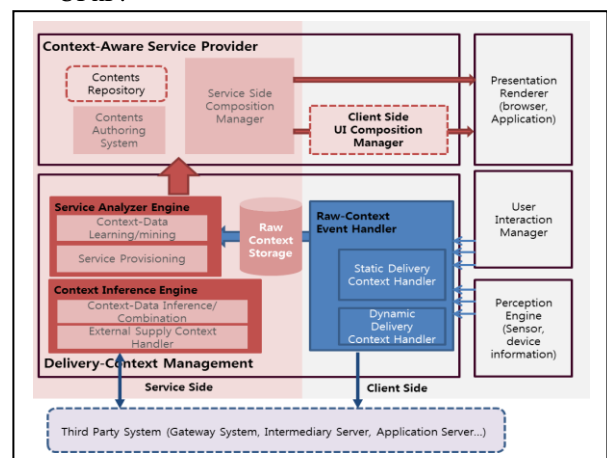 Context-Aware Service Provider
Contents
Repository
Contents
Authoring
System
Service Side
Composition
Manager
Client Side
UI Composition
Manager
Presentation
Renderer
(browser,
Application)
Service Analyzer Engine
Context-Data
Learning/mining
Service Provisioning
Context Inference Engine
Context-Data Inference/
Combination
External Supply Context
Handler
Delivery-Context Management
Raw
Context
Storage
Raw-Context
Event Handler
Static Delivery
Context Handler
Dynamic
Delivery
Context Handler
User
Interaction
Manager
Perception
Engine
(Sensor,
device
information)
Service Side
Client Side
Third Party System (Gateway System, Intermediary Server, Application Server...)